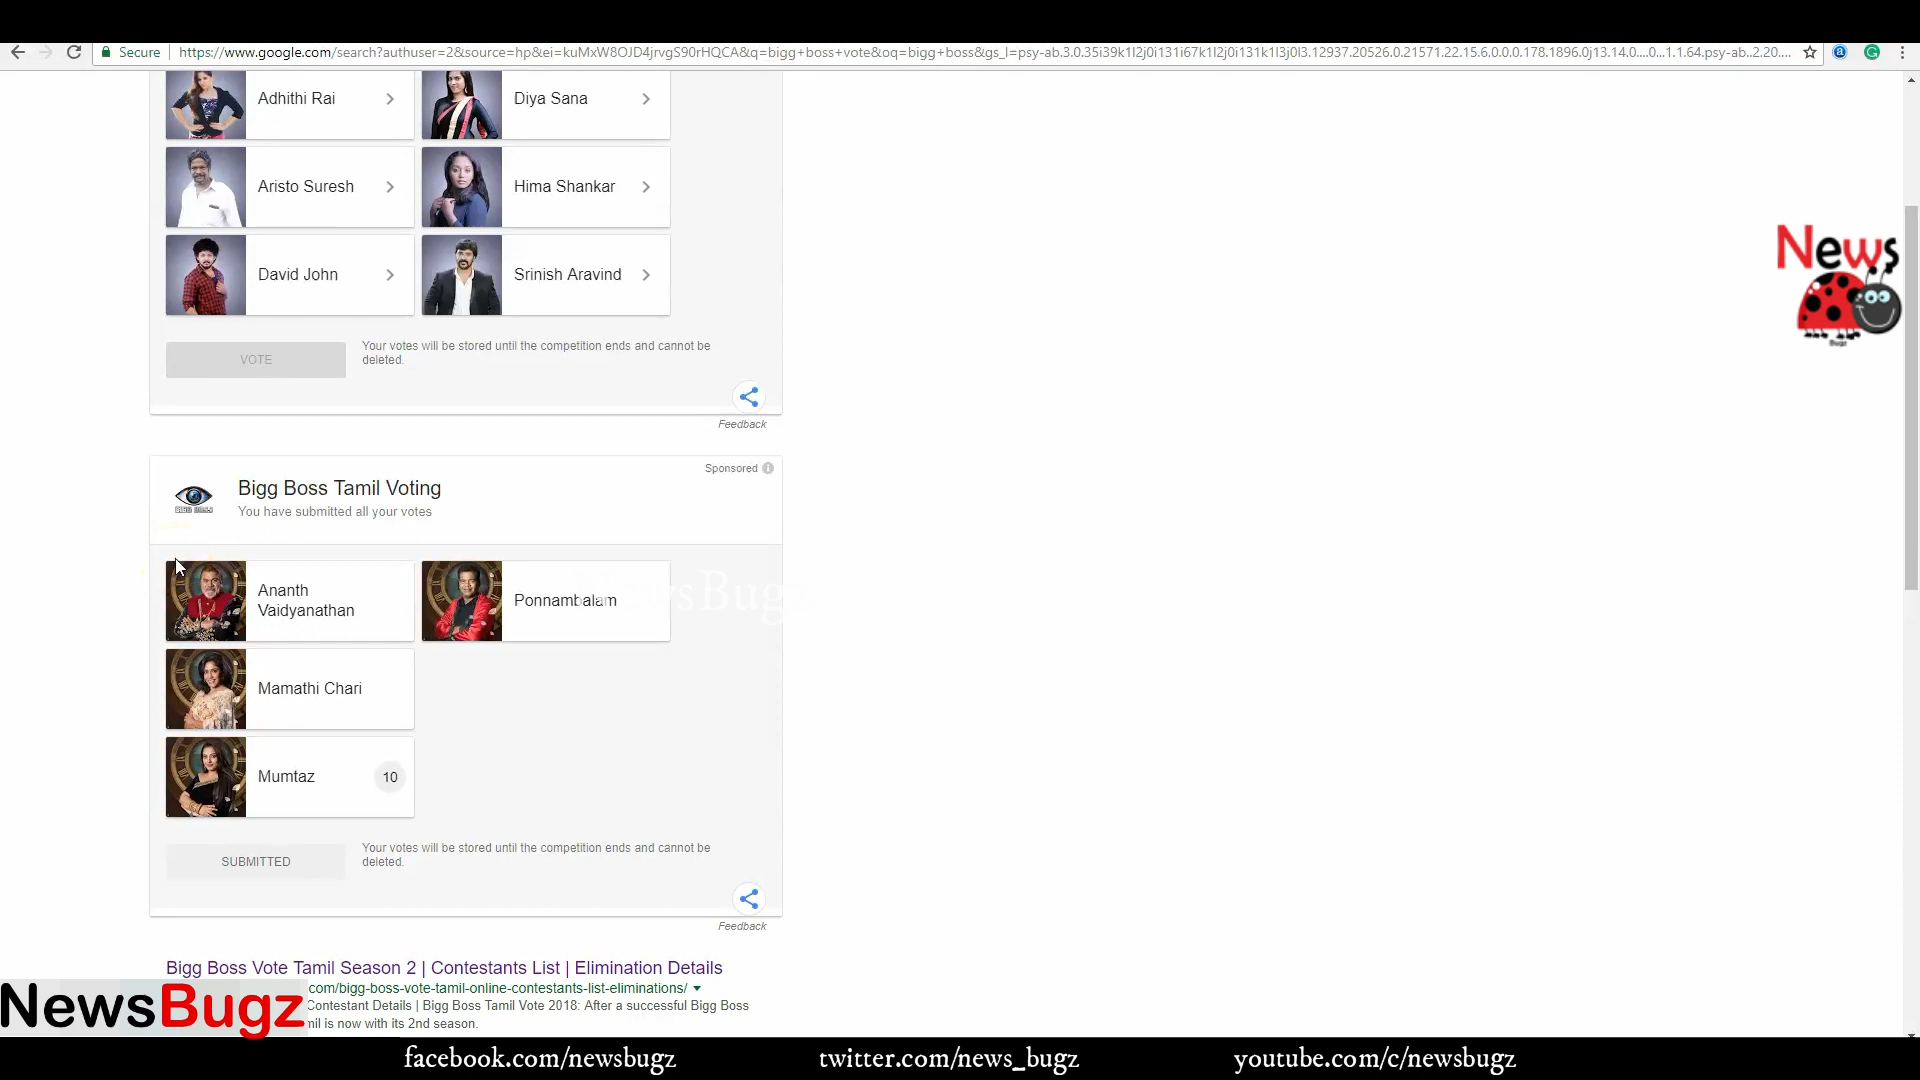 Secure https://www.google.com/search?authuser=2&source=hp&ei=kuMxW8OJD4jrvgS90rHQCA&q=bigg+boss+vote&oq=bigg+boss&gs_l=psy-ab.3.0.35i39k1l2j0i131i67k1l2j0i131k1l3j0l3.12937.20526.0.21571.22.15.6.0.0.0.178.1896.0j13.14.0....0...1.1.64.psy-ab..2.20....
Adhithi Rai
Diya Sana
Aristo Suresh
Hima Shankar
David John
Srinish Aravind
VOTE
Your votes will be stored until the competition ends and cannot be
deleted.
Feedback
News
Bugz
Sponsored
Bigg Boss Tamil Voting
You have submitted all your votes
BIGG BOSS
Ananth
Vaidyanathan
Ponnambalam
NewsBugz
Mamathi Chari
Mumtaz
10
SUBMITTED
Your votes will be stored until the competition ends and cannot be
deleted.
Feedback
Bigg Boss Vote Tamil Season 2 | Contestants List | Elimination Details
com/bigg-boss-vote-tamil-online-contestants-list-eliminations/
Contestant Details | Bigg Boss Tamil Vote 2018: After a successful Bigg Boss
mil is now with its 2nd season.
NewsBugz
facebook.com/newsbugz
twitter.com/news_bugz
youtube.com/c/newsbugz